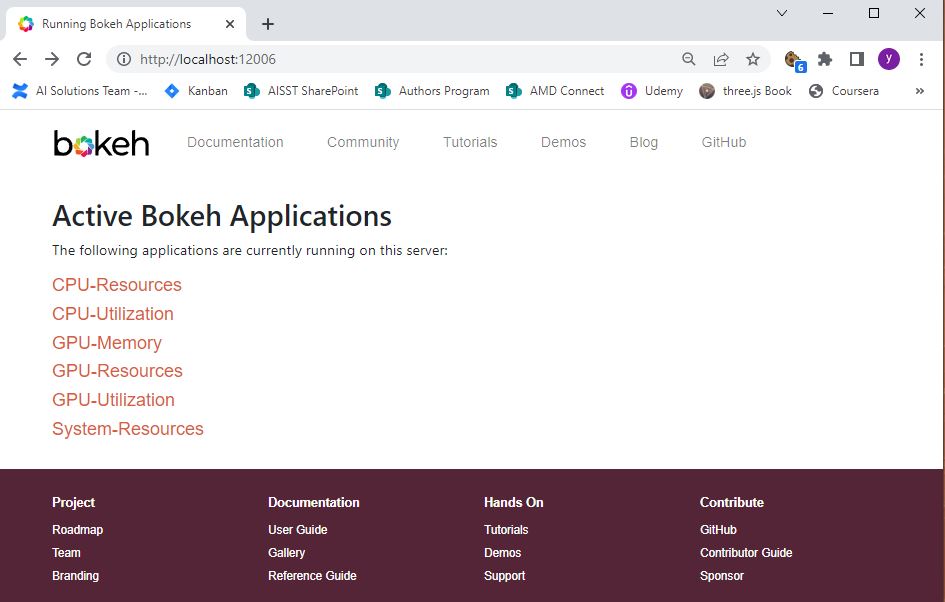 Running Bokeh Applications
http://localhost:12006
6
y
AI Solutions Team -...
Kanban
AISST SharePoint
Authors Program
AMD Connect
Udemy
three.js Book
Coursera
bokeh
Documentation
Community
Tutorials
Demos
Blog
GitHub
Active Bokeh Applications
The following applications are currently running on this server:
CPU-Resources
CPU-Utilization
GPU-Memory
GPU-Resources
GPU-Utilization
System-Resources
Project
Roadmap
Team
Branding
Documentation
User Guide
Gallery
Reference Guide
Hands On
Tutorials
Demos
Support
Contribute
GitHub
Contributor Guide
Sponsor